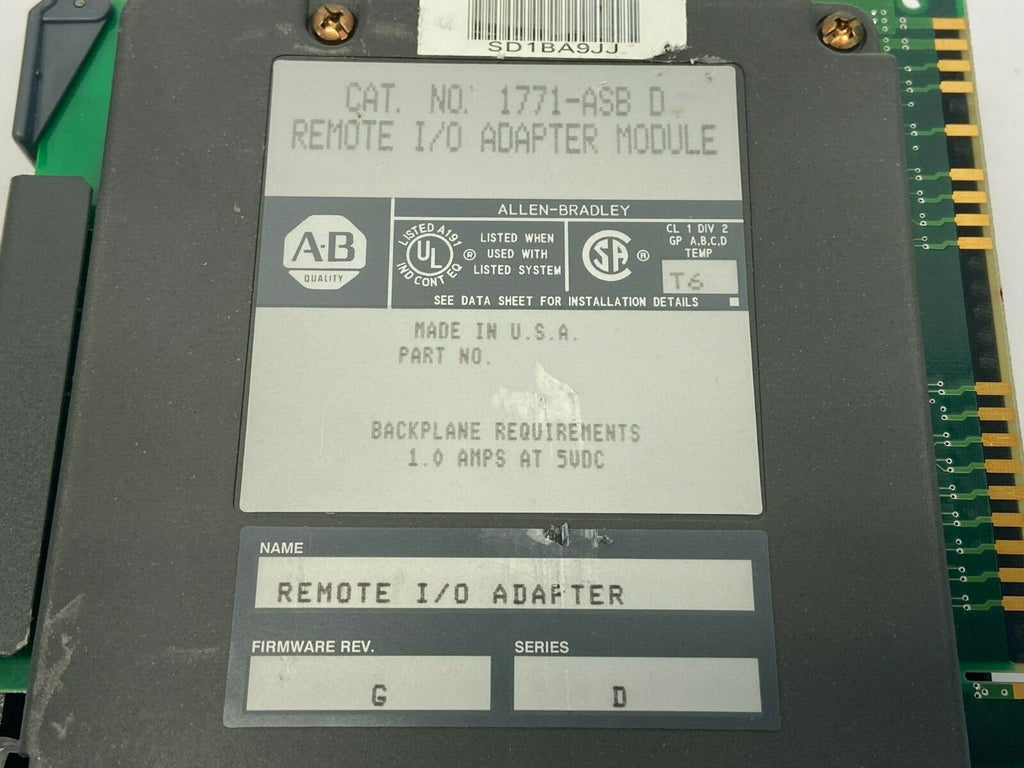 SD1BA9JJ
CAT. NO. 1771-ASB D
REMOTE I/O ADAPTER MODULE
ALLEN-BRADLEY
A-B
QUALITY
LISTED A191
UL
IND CONT EQ
®
LISTED WHEN
USED WITH
LISTED SYSTEM
SA
®
CL 1 DIV 2
GP A,B,C,D
TEMP
T6
SEE DATA SHEET FOR INSTALLATION DETAILS
MADE IN U.S.A.
PART NO.
BACKPLANE REQUIREMENTS
1.0 AMPS AT 5VDC
NAME
REMOTE I/O ADAPTER
FIRMWARE REV.
G
SERIES
D